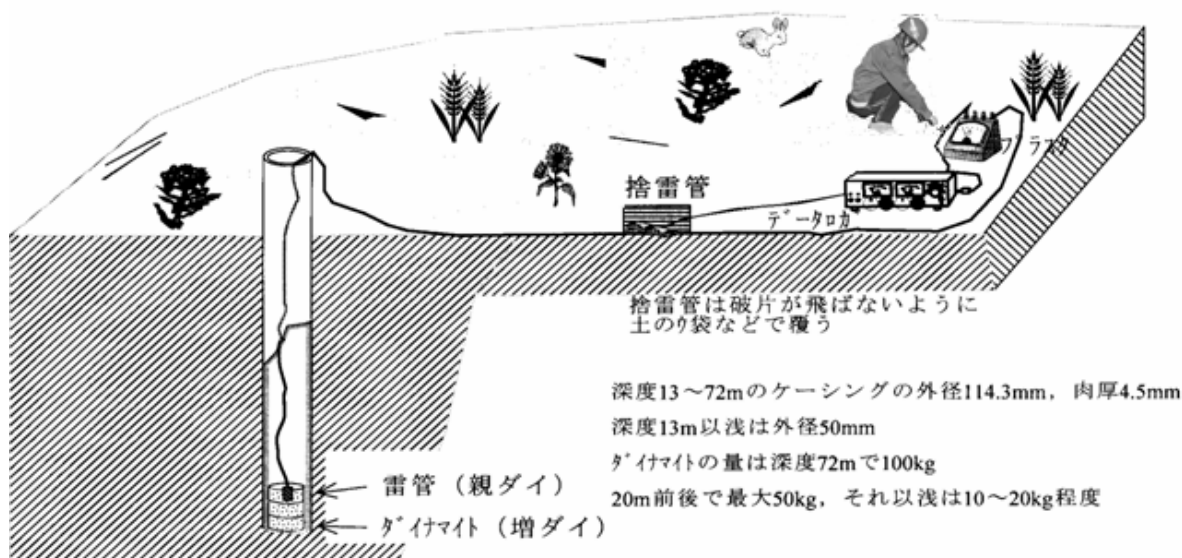 捨雷管
ブラスタ
データロガ
捨雷管は破片が飛ばないように
土のり袋などで覆う
深度13～72mのケーシングの外径114.3mm，肉厚4.5mm
深度13m以浅は外径50mm
ﾀﾞｲﾅﾏｲﾄの量は深度72mで100kg
20m前後で最大50kg，それ以浅は10～20kg程度
雷管（親ダイ）
ﾀﾞｲﾅﾏｲﾄ（増ダイ）